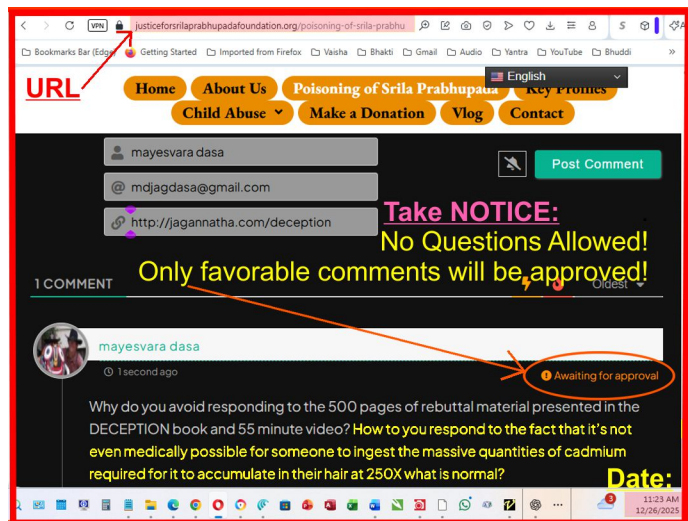 VPN justiceforsrilaprabhupadafoundation.org/poisoning-of-srila-prabhu
Bookmarks Bar (Edge) Getting Started Imported from Firefox Vaisha Bhakti Gmail Audio Yantra YouTube Bhuddi »
URL
English
Home About Us Poisoning of Srila Prabhupada Key Profiles
Child Abuse Make a Donation Vlog Contact
mayesvara dasa
Post Comment
@ mdjagdasa@gmail.com
http://jagannatha.com/deception
Take NOTICE:
No Questions Allowed!
Only favorable comments will be approved!
1 COMMENT
Oldest
mayesvara dasa
1 second ago
Awaiting for approval
Why do you avoid responding to the 500 pages of rebuttal material presented in the
DECEPTION book and 55 minute video? How to you respond to the fact that it's not
even medically possible for someone to ingest the massive quantities of cadmium
required for it to accumulate in their hair at 250X what is normal?
Date:
11:23 AM
12/26/2025